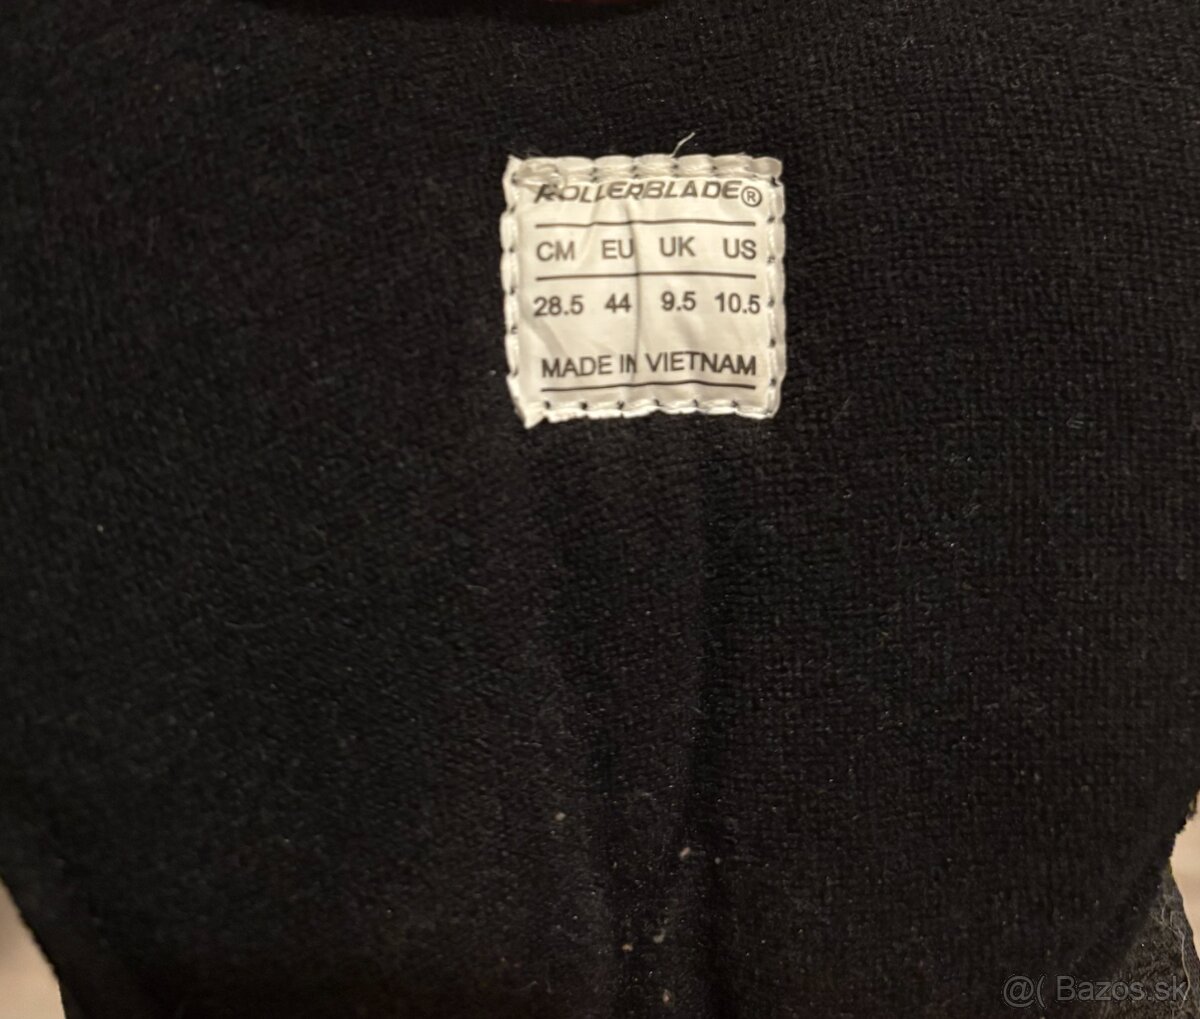 ROLLERBLADE®
CM EU UK US
28.5 44 9.5 10.5
MADE IN VIETNAM
@( Bazos.sk